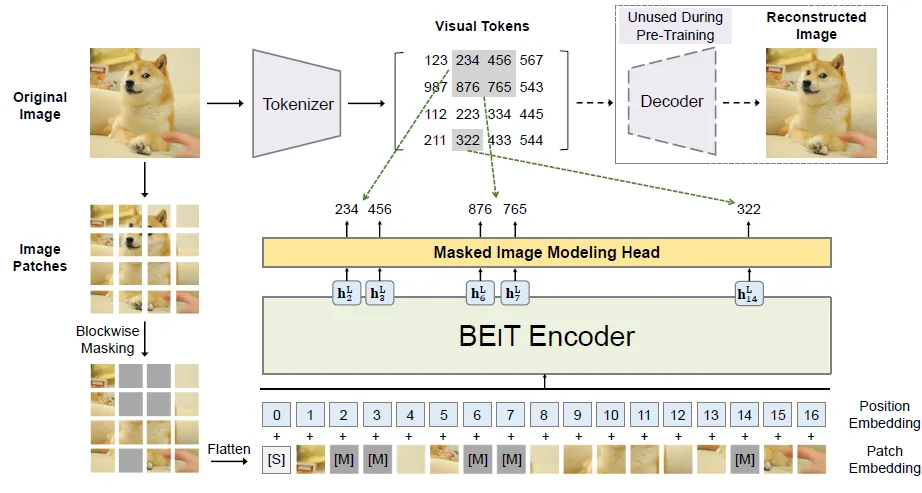 Visual Tokens
Unused During
Pre-Training
Reconstructed
Image
Original
Image
Tokenizer
123 234 456 567
987 876 765 543
112 223 334 445
211 322 433 544
Decoder
234 456 876 765 322
Image
Patches
Masked Image Modeling Head
h₂ᴸ h₃ᴸ h₆ᴸ h₇ᴸ h₁₄ᴸ
BEIT Encoder
Blockwise
Masking
0 1 2 3 4 5 6 7 8 9 10 11 12 13 14 15 16
Position
Embedding
+ + + + + + + + + + + + + + + + +
Flatten
[S] [M] [M] [M] [M] [M]
Patch
Embedding